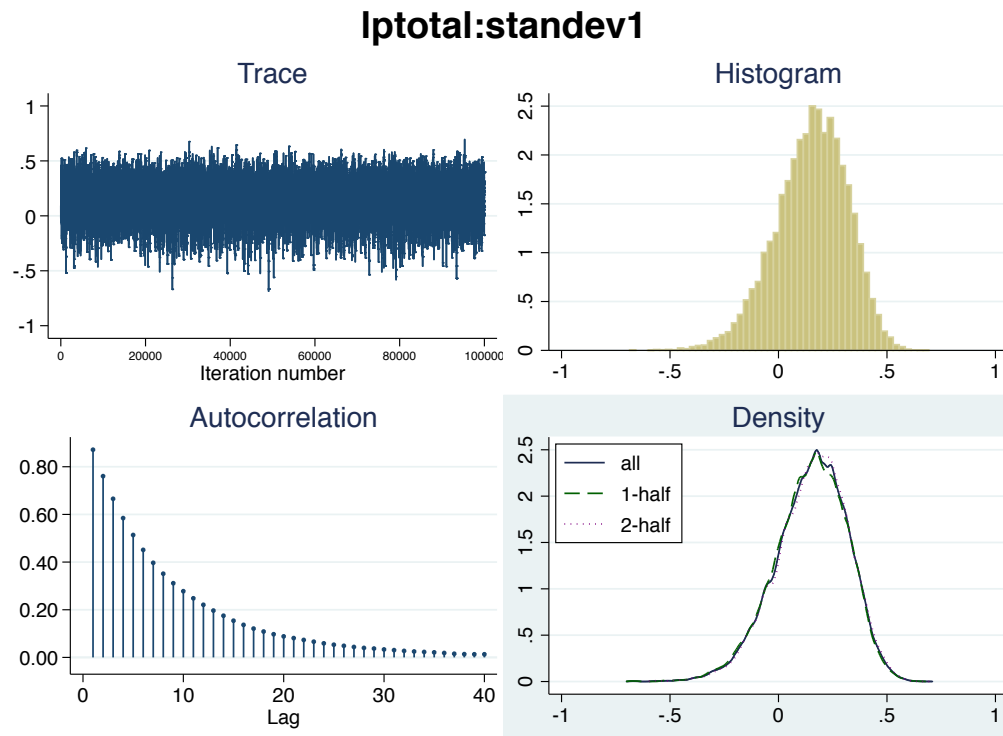 lptotal:standev1
Trace
1
.5
0
-.5
-1
0 20000 40000 60000 80000 100000
Iteration number
Histogram
2.5
2
1.5
1
.5
0
-1 -.5 0 .5 1
Autocorrelation
0.80
0.60
0.40
0.20
0.00
0 10 20 30 40
Lag
Density
2.5
2
1.5
1
.5
0
all
1-half
2-half
-1 -.5 0 .5 1